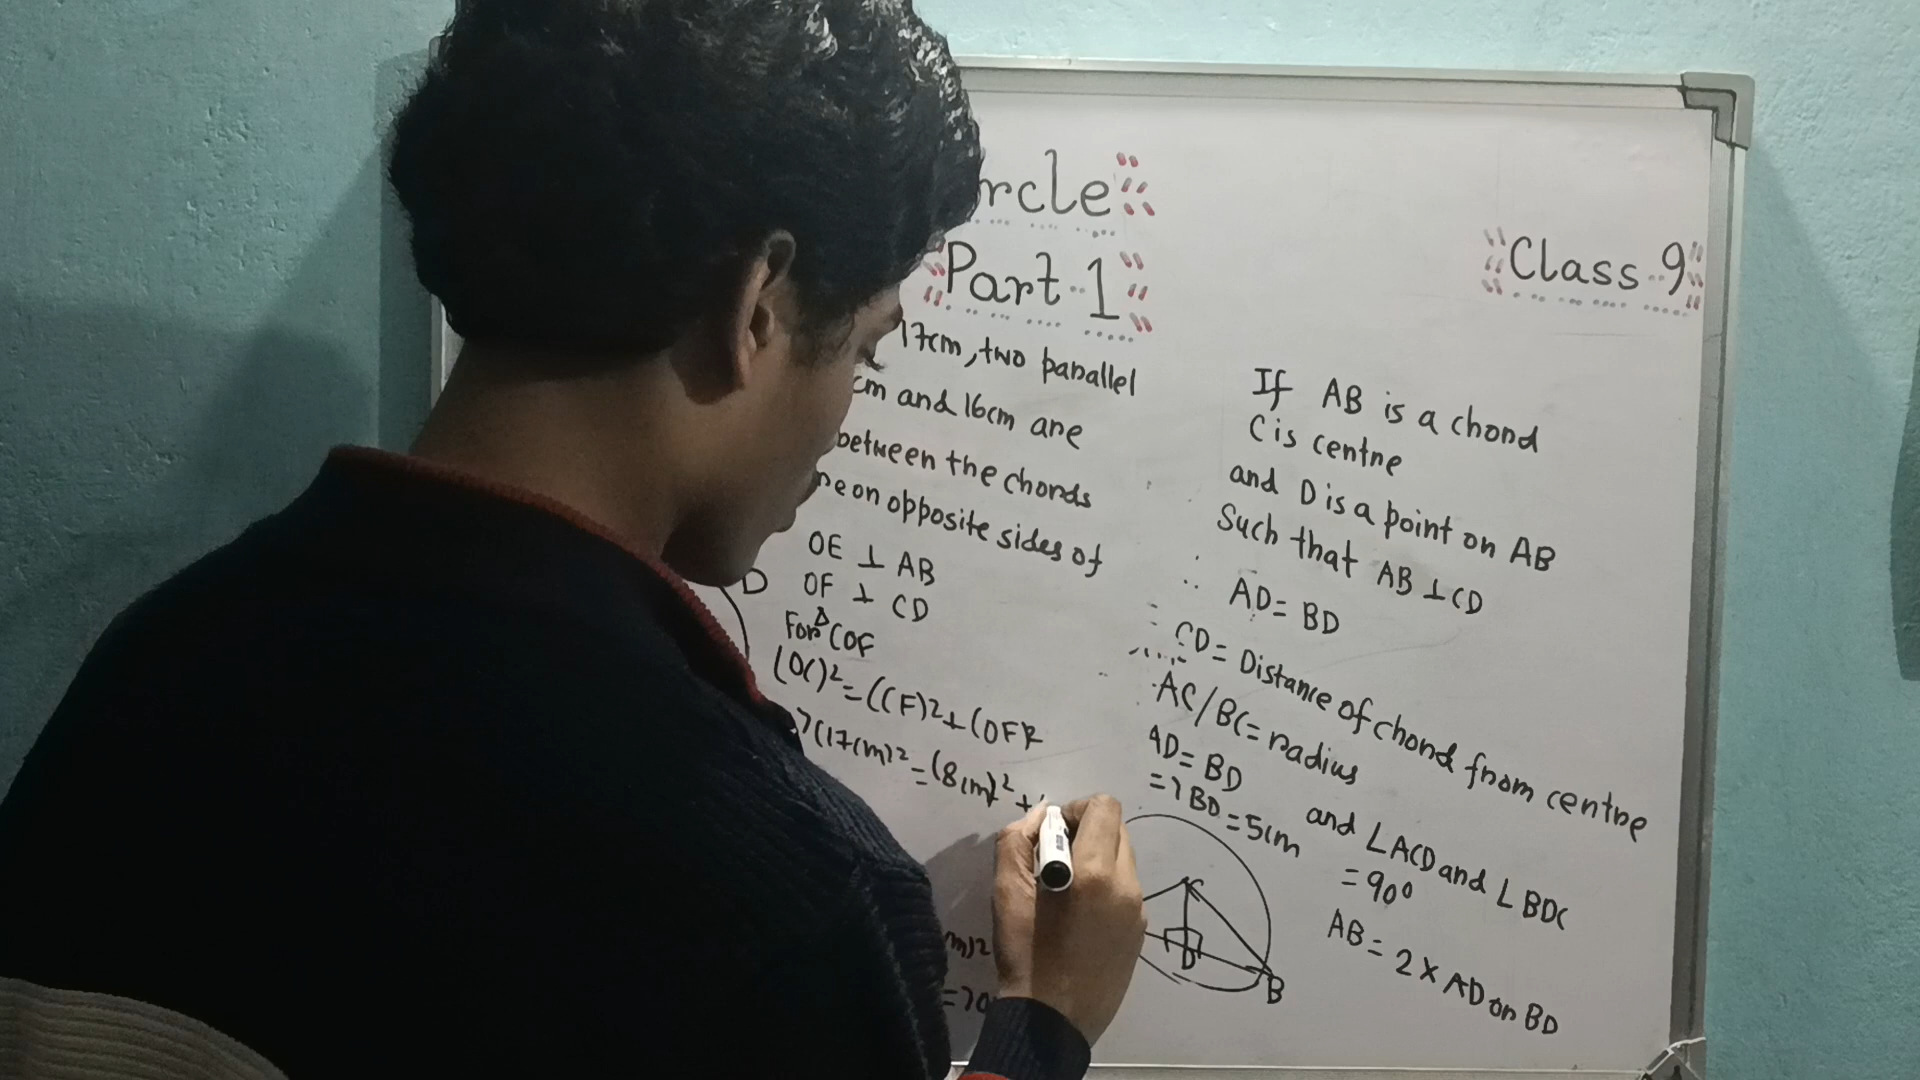 rcle
Part-1
Class-9
17cm, two parallel
cm and 16cm are
between the chords
on opposite sides of
D
OE ⊥ AB
OF ⊥ CD
For Δ COF
(OC)² = (CF)² + (OF)²
=> (17cm)² = (8cm)² +
m)²
=>
If AB is a chord
C is centre
and D is a point on AB
Such that AB ⊥ CD
∴ AD = BD
CD = Distance of chord from centre
AC/BC = radius
AD = BD
=> BD = 5cm
and ∠ACD and ∠BDC
= 90°
AB = 2 × AD or BD
C
D
B